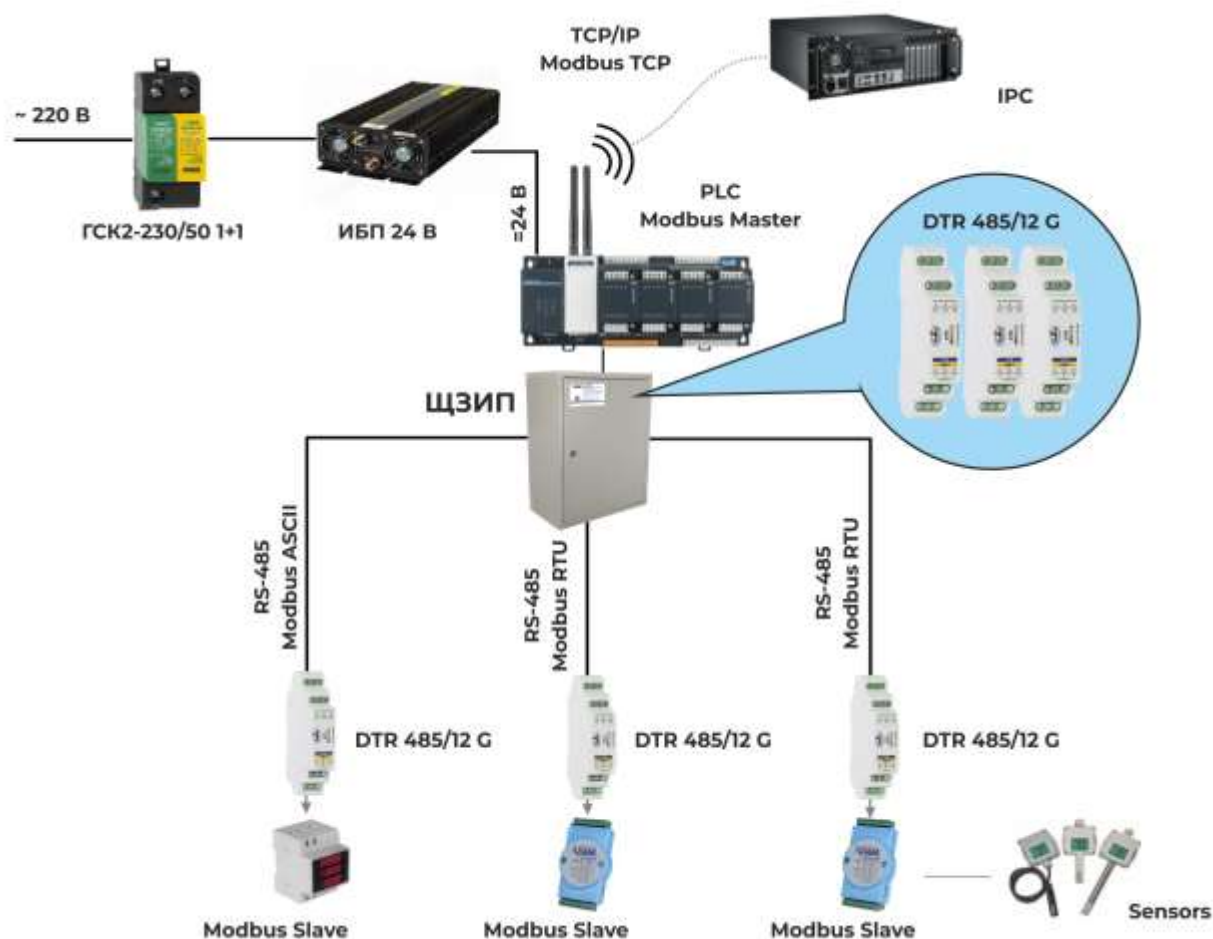 TCP/IP
Modbus TCP
IPC
~ 220 В
ГСК2-230/50 1+1
ИБП 24 В
=24 В
PLC
Modbus Master
DTR 485/12 G
ЩЗИП
RS-485
Modbus ASCII
RS-485
Modbus RTU
RS-485
Modbus RTU
DTR 485/12 G
DTR 485/12 G
DTR 485/12 G
Modbus Slave
Modbus Slave
Modbus Slave
Sensors